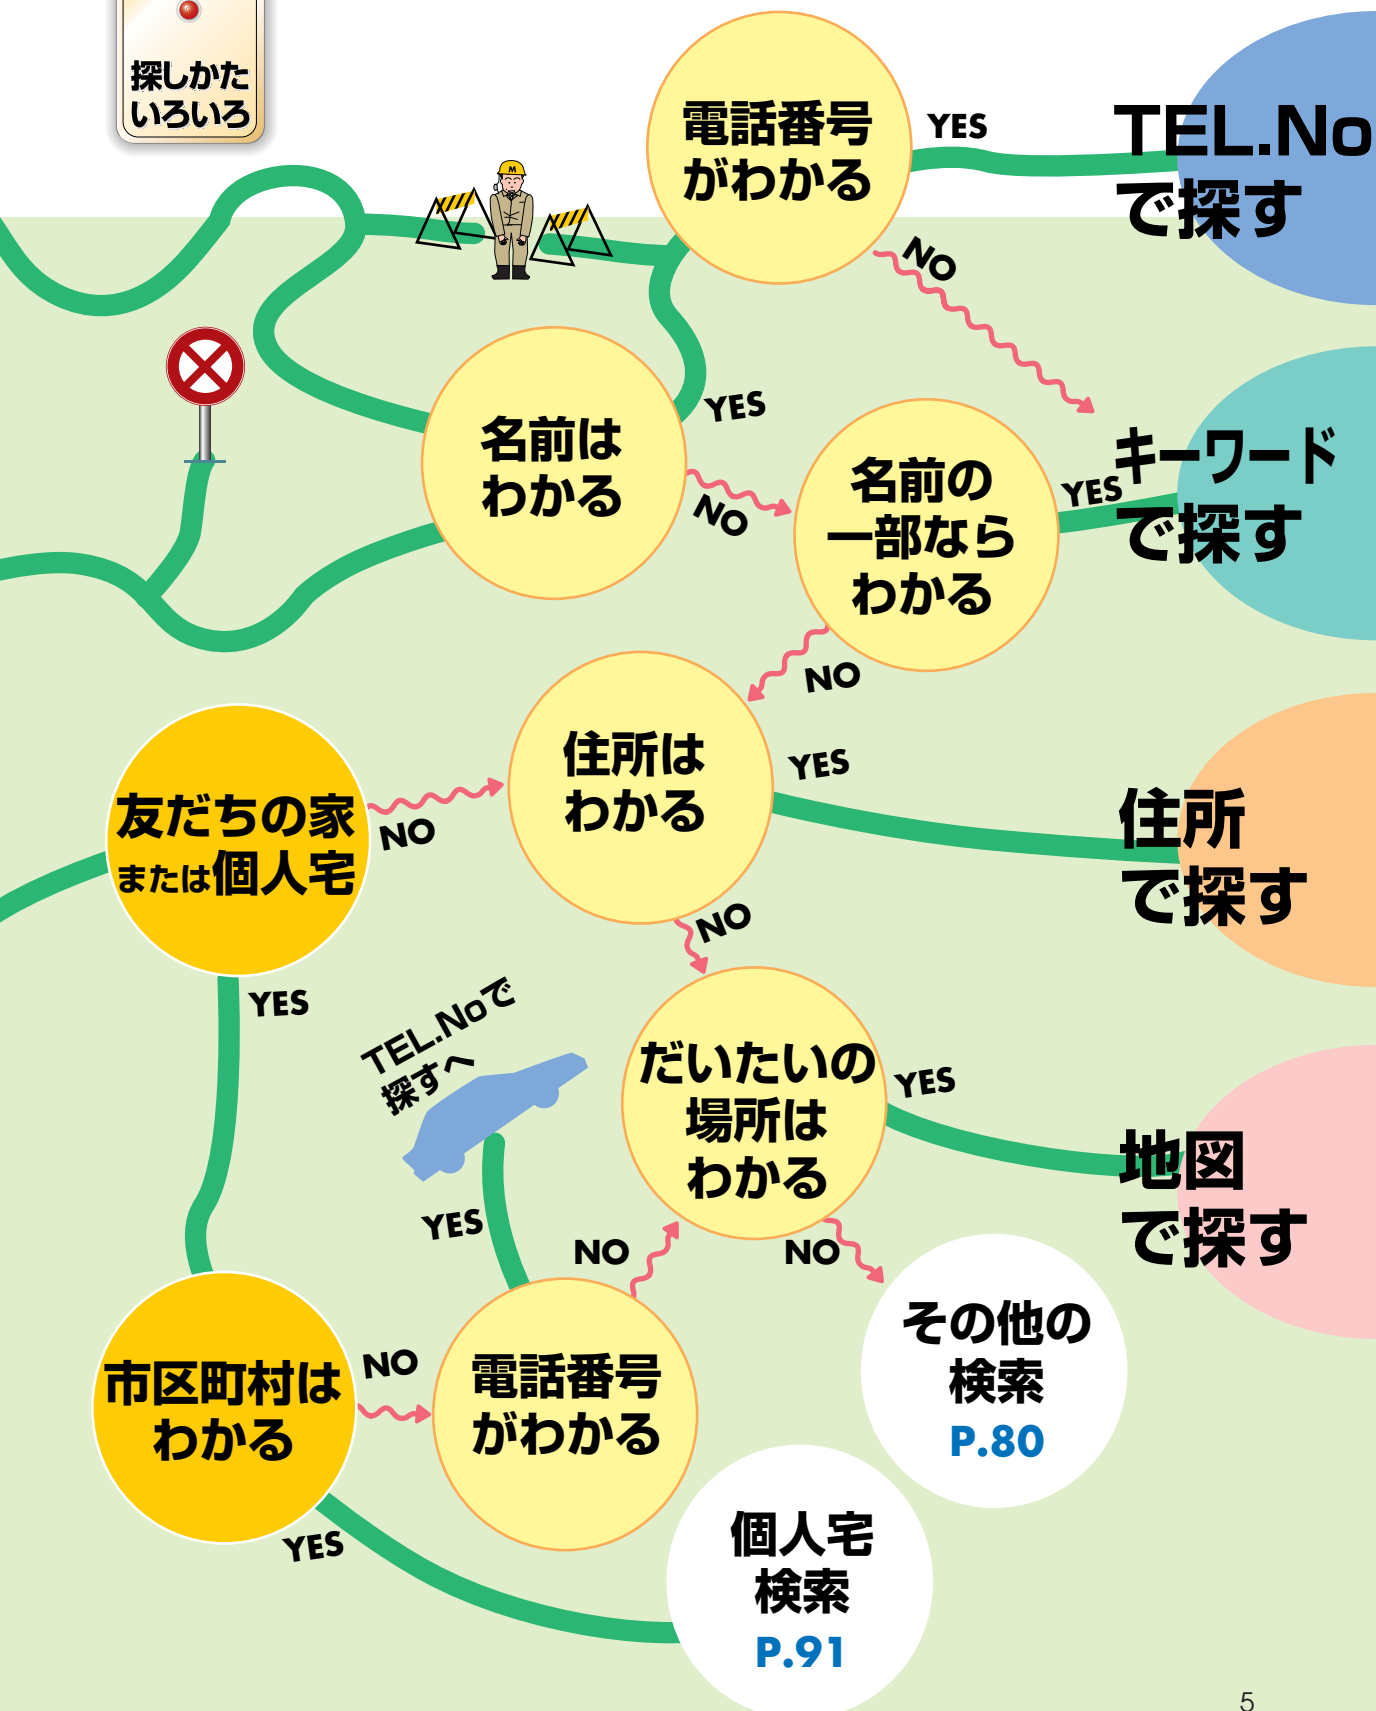 探しかた
いろいろ
電話番号
がわかる
YES
TEL.No
で探す
NO
M
名前は
わかる
YES
NO
名前の
一部なら
わかる
YES
キーワード
で探す
NO
住所は
わかる
YES
住所
で探す
友だちの家
または個人宅
NO
NO
YES
TEL.Noで
探すへ
だいたいの
場所は
わかる
YES
地図
で探す
YES
NO
NO
その他の
検索
P.80
市区町村は
わかる
NO
電話番号
がわかる
YES
個人宅
検索
P.91
5